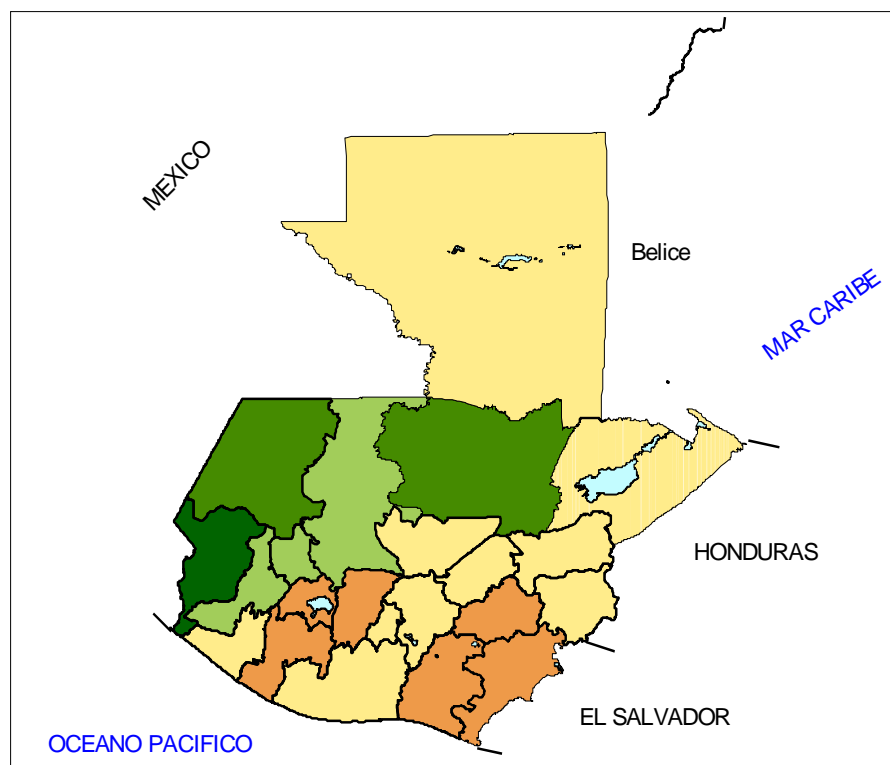 MEXICO
Belice
MAR CARIBE
HONDURAS
EL SALVADOR
OCEANO PACIFICO